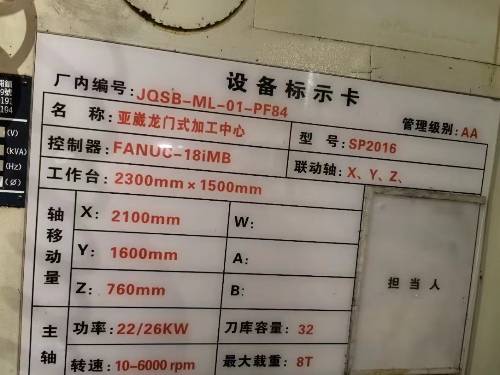 设备标示卡
厂内编号: JQSB-ML-01-PF84
管理级别: AA
名称: 亚崴龙门式加工中心
型号: SP2016
控制器: FANUC-18iMB
联动轴: X、Y、Z、
工作台: 2300mm×1500mm
轴移动量
X: 2100mm
W:
Y: 1600mm
A:
Z: 760mm
B:
担当人
主轴
功率: 22/26KW
刀库容量: 32
转速: 10-6000 rpm
最大载重: 8T
(V)
(KVA)
(Hz)
(Ø)